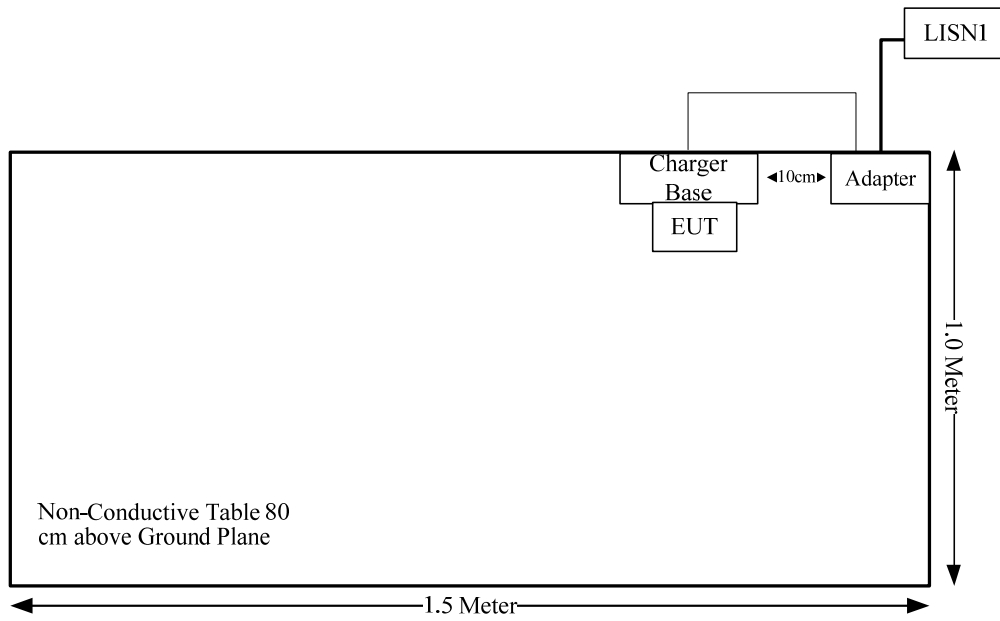 LISN1
Charger
Base
10cm
Adapter
EUT
1.0 Meter
Non-Conductive Table 80
cm above Ground Plane
1.5 Meter